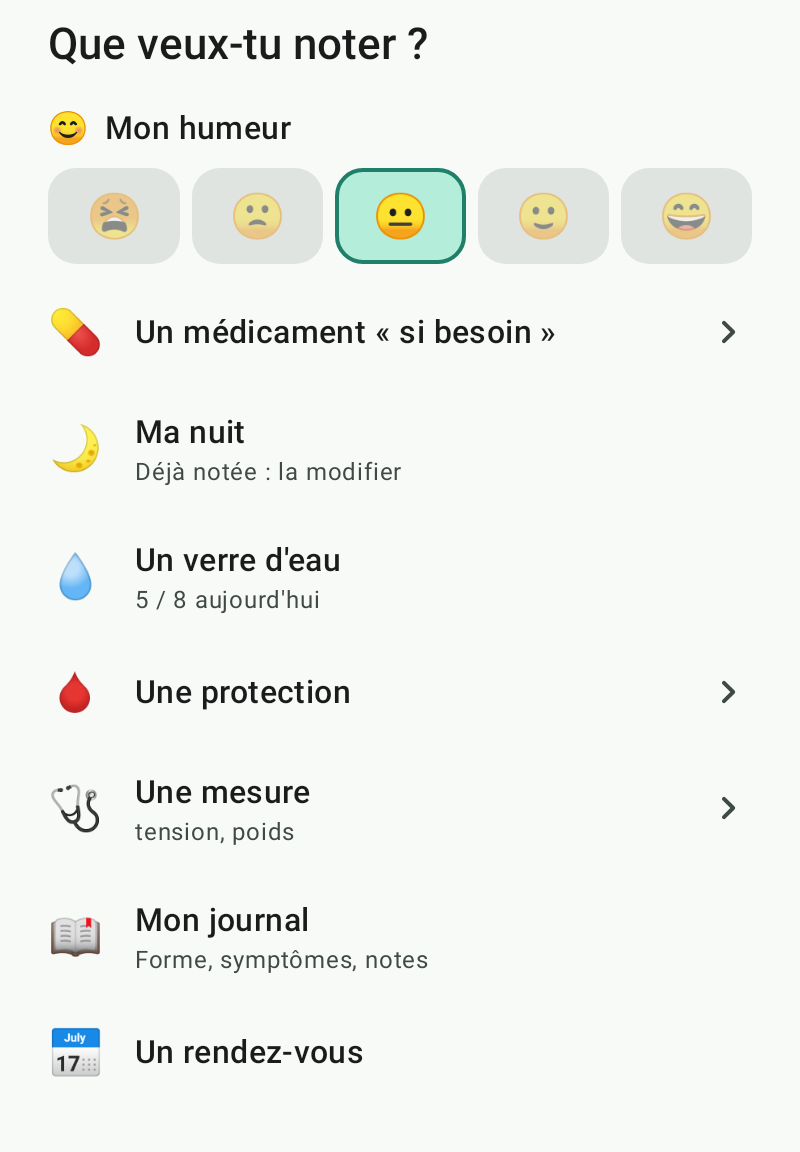 Que veux-tu noter ?
Mon humeur
Un médicament « si besoin »
Ma nuit
Déjà notée : la modifier
Un verre d'eau
5 / 8 aujourd'hui
Une protection
Une mesure
tension, poids
Mon journal
Forme, symptômes, notes
July
17
Un rendez-vous